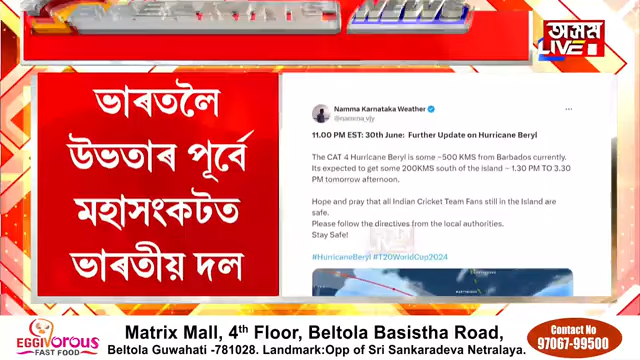 NEWS
অসম
LIVE
ভাৰতলৈ
উভতাৰ পূৰ্বে
মহাসংকটত
ভাৰতীয় দল
Namma Karnataka Weather
@namma_vjy
11.00 PM EST: 30th June: Further Update on Hurricane Beryl
The CAT 4 Hurricane Beryl is some ~500 KMS from Barbados currently.
Its expected to get some 200KMS south of the island ~ 1.30 PM TO 3.30
PM tomorrow afternoon.
Hope and pray that all Indian Cricket Team Fans still in the Island are
safe.
Please follow the directives from the local authorities.
Stay Safe!
#HurricaneBeryl #T20WorldCup2024
EGGIVOROUS
FAST FOOD
Matrix Mall, 4th Floor, Beltola Basistha Road,
Beltola Guwahati -781028. Landmark:Opp of Sri Sankaradeva Netralaya.
Contact No
97067-99500